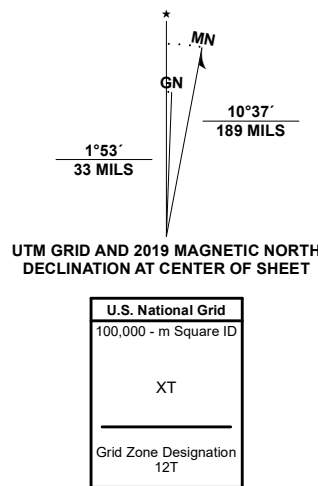 ★
MN
GN
10°37´
189 MILS
1°53´
33 MILS
UTM GRID AND 2019 MAGNETIC NORTH
DECLINATION AT CENTER OF SHEET
U.S. National Grid
100,000 - m Square ID
XT
Grid Zone Designation
12T